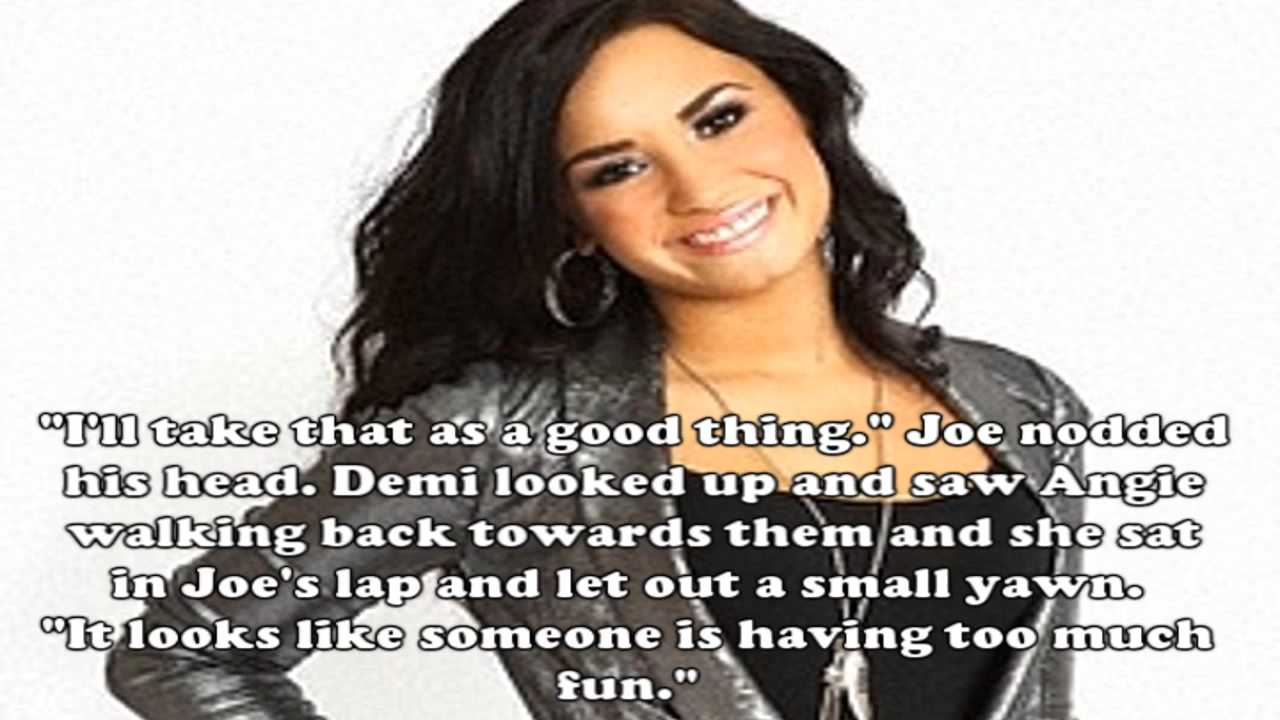 "I'll take that as a good thing." Joe nodded
his head. Demi looked up and saw Angie
walking back towards them and she sat
in Joe's lap and let out a small yawn.
"It looks like someone is having too much
fun."